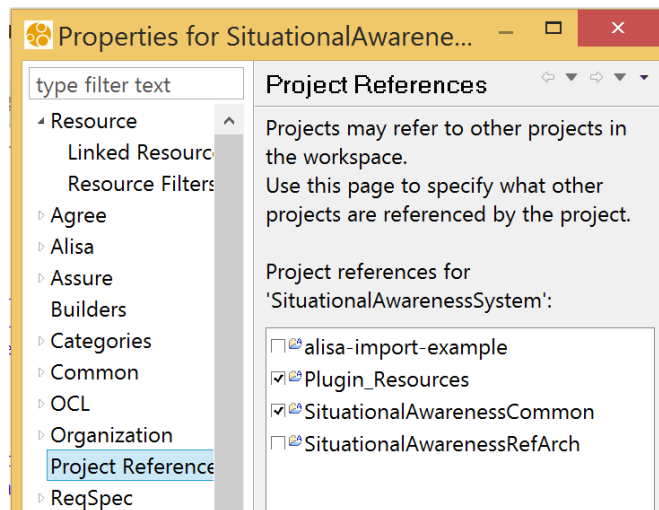 Properties for SituationalAwarene...
type filter text
Resource
Linked Resourc
Resource Filters
Agree
Alisa
Assure
Builders
Categories
Common
OCL
Organization
Project Reference
ReqSpec
Project References
Projects may refer to other projects in
the workspace.
Use this page to specify what other
projects are referenced by the project.
Project references for
'SituationalAwarenessSystem':
alisa-import-example
Plugin_Resources
SituationalAwarenessCommon
SituationalAwarenessRefArch